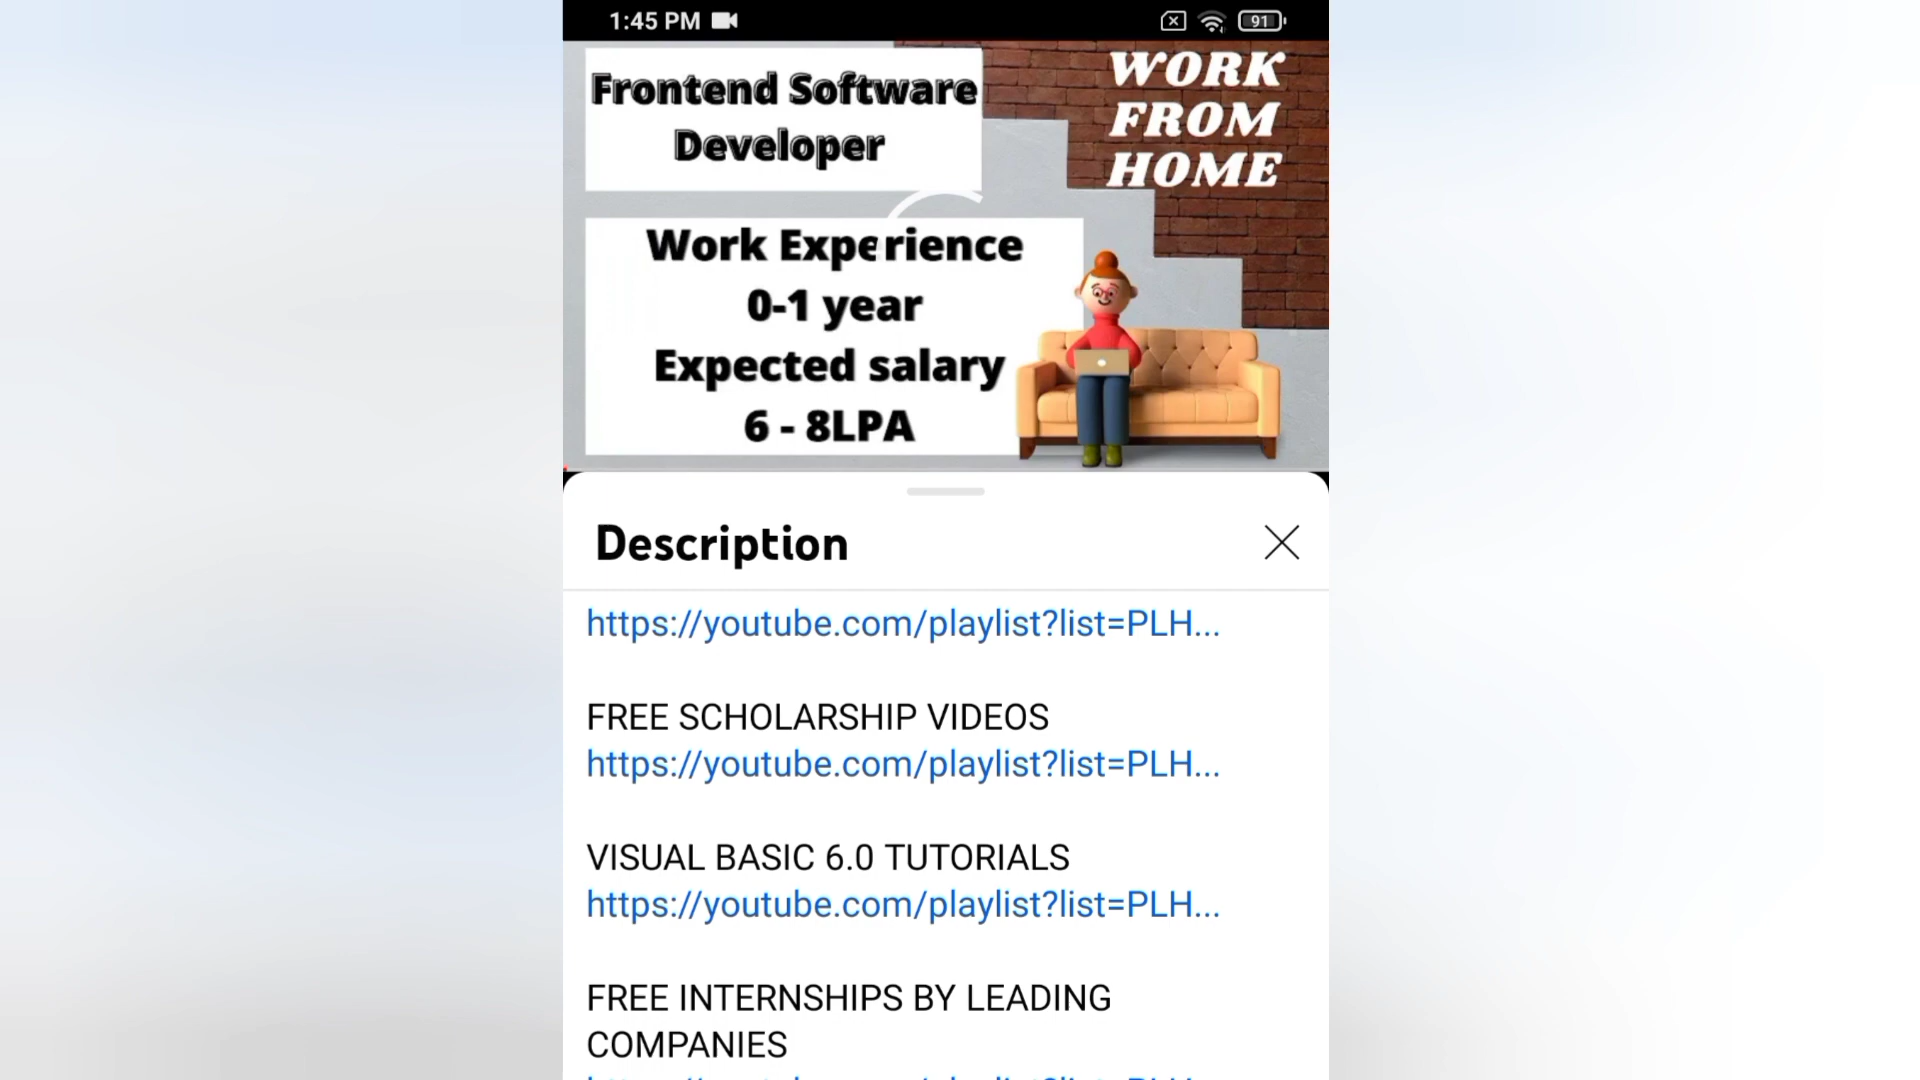 1:45 PM
91
Frontend Software
Developer
WORK
FROM
HOME
Work Experience
0-1 year
Expected salary
6 - 8LPA
Description
https://youtube.com/playlist?list=PLH...
FREE SCHOLARSHIP VIDEOS
https://youtube.com/playlist?list=PLH...
VISUAL BASIC 6.0 TUTORIALS
https://youtube.com/playlist?list=PLH...
FREE INTERNSHIPS BY LEADING
COMPANIES